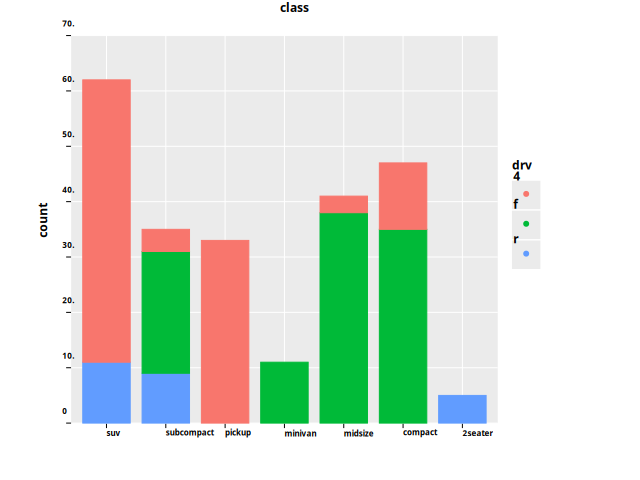 class
70.
60.
50.
40.
30.
20.
10.
0
count
suv subcompact pickup minivan midsize compact 2seater
drv
4
f
r